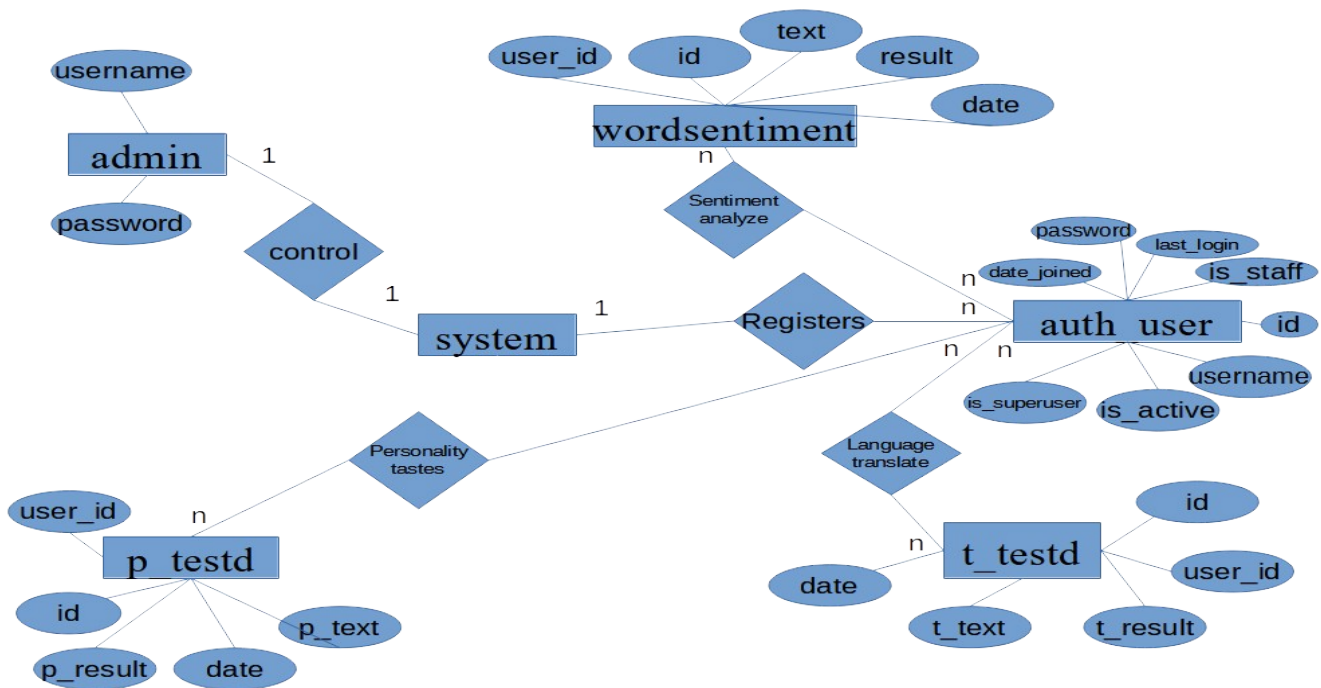 text
user_id
id
result
username
date
wordsentiment
admin
1
n
Sentiment
analyze
password
password
last_login
control
date_joined
is_staff
n
1
1
Registers
n
auth_user
id
system
n
n
username
is_superuser
is_active
Personality
tastes
Language
translate
user_id
n
id
n
p_testd
t_testd
date
user_id
id
p_text
t_text
t_result
p_result
date